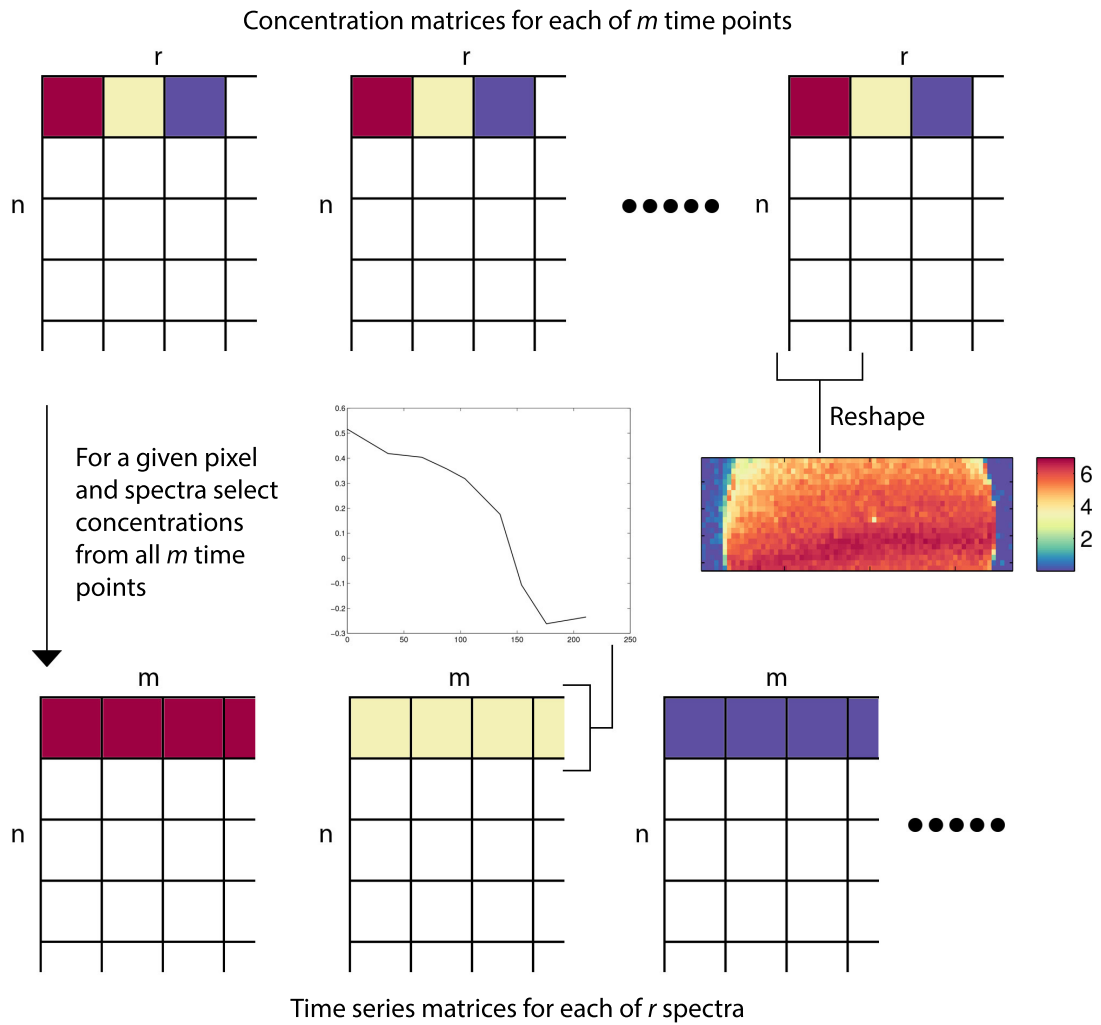 Concentration matrices for each of m time points
r
r
r
n
n
n
Reshape
For a given pixel
and spectra select
concentrations
from all m time
points
0.6
0.5
0.4
0.3
0.2
0.1
0
−0.1
−0.2
−0.3
0
50
100
150
200
250
6
4
2
m
m
m
n
n
n
Time series matrices for each of r spectra